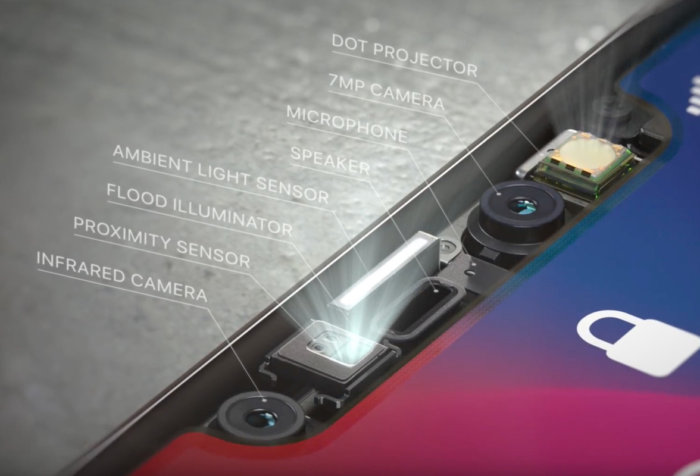 DOT PROJECTOR
7MP CAMERA
MICROPHONE
SPEAKER
AMBIENT LIGHT SENSOR
FLOOD ILLUMINATOR
PROXIMITY SENSOR
INFRARED CAMERA